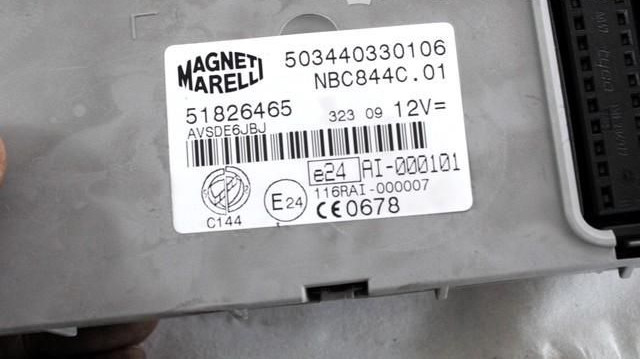 MAGNETI MARELLI
503440330106
NBC844C.01
51826465
323 09 12V=
AVSDE6JBJ
e24 AI-000101
116RAI-000007
C144
E24
CE0678